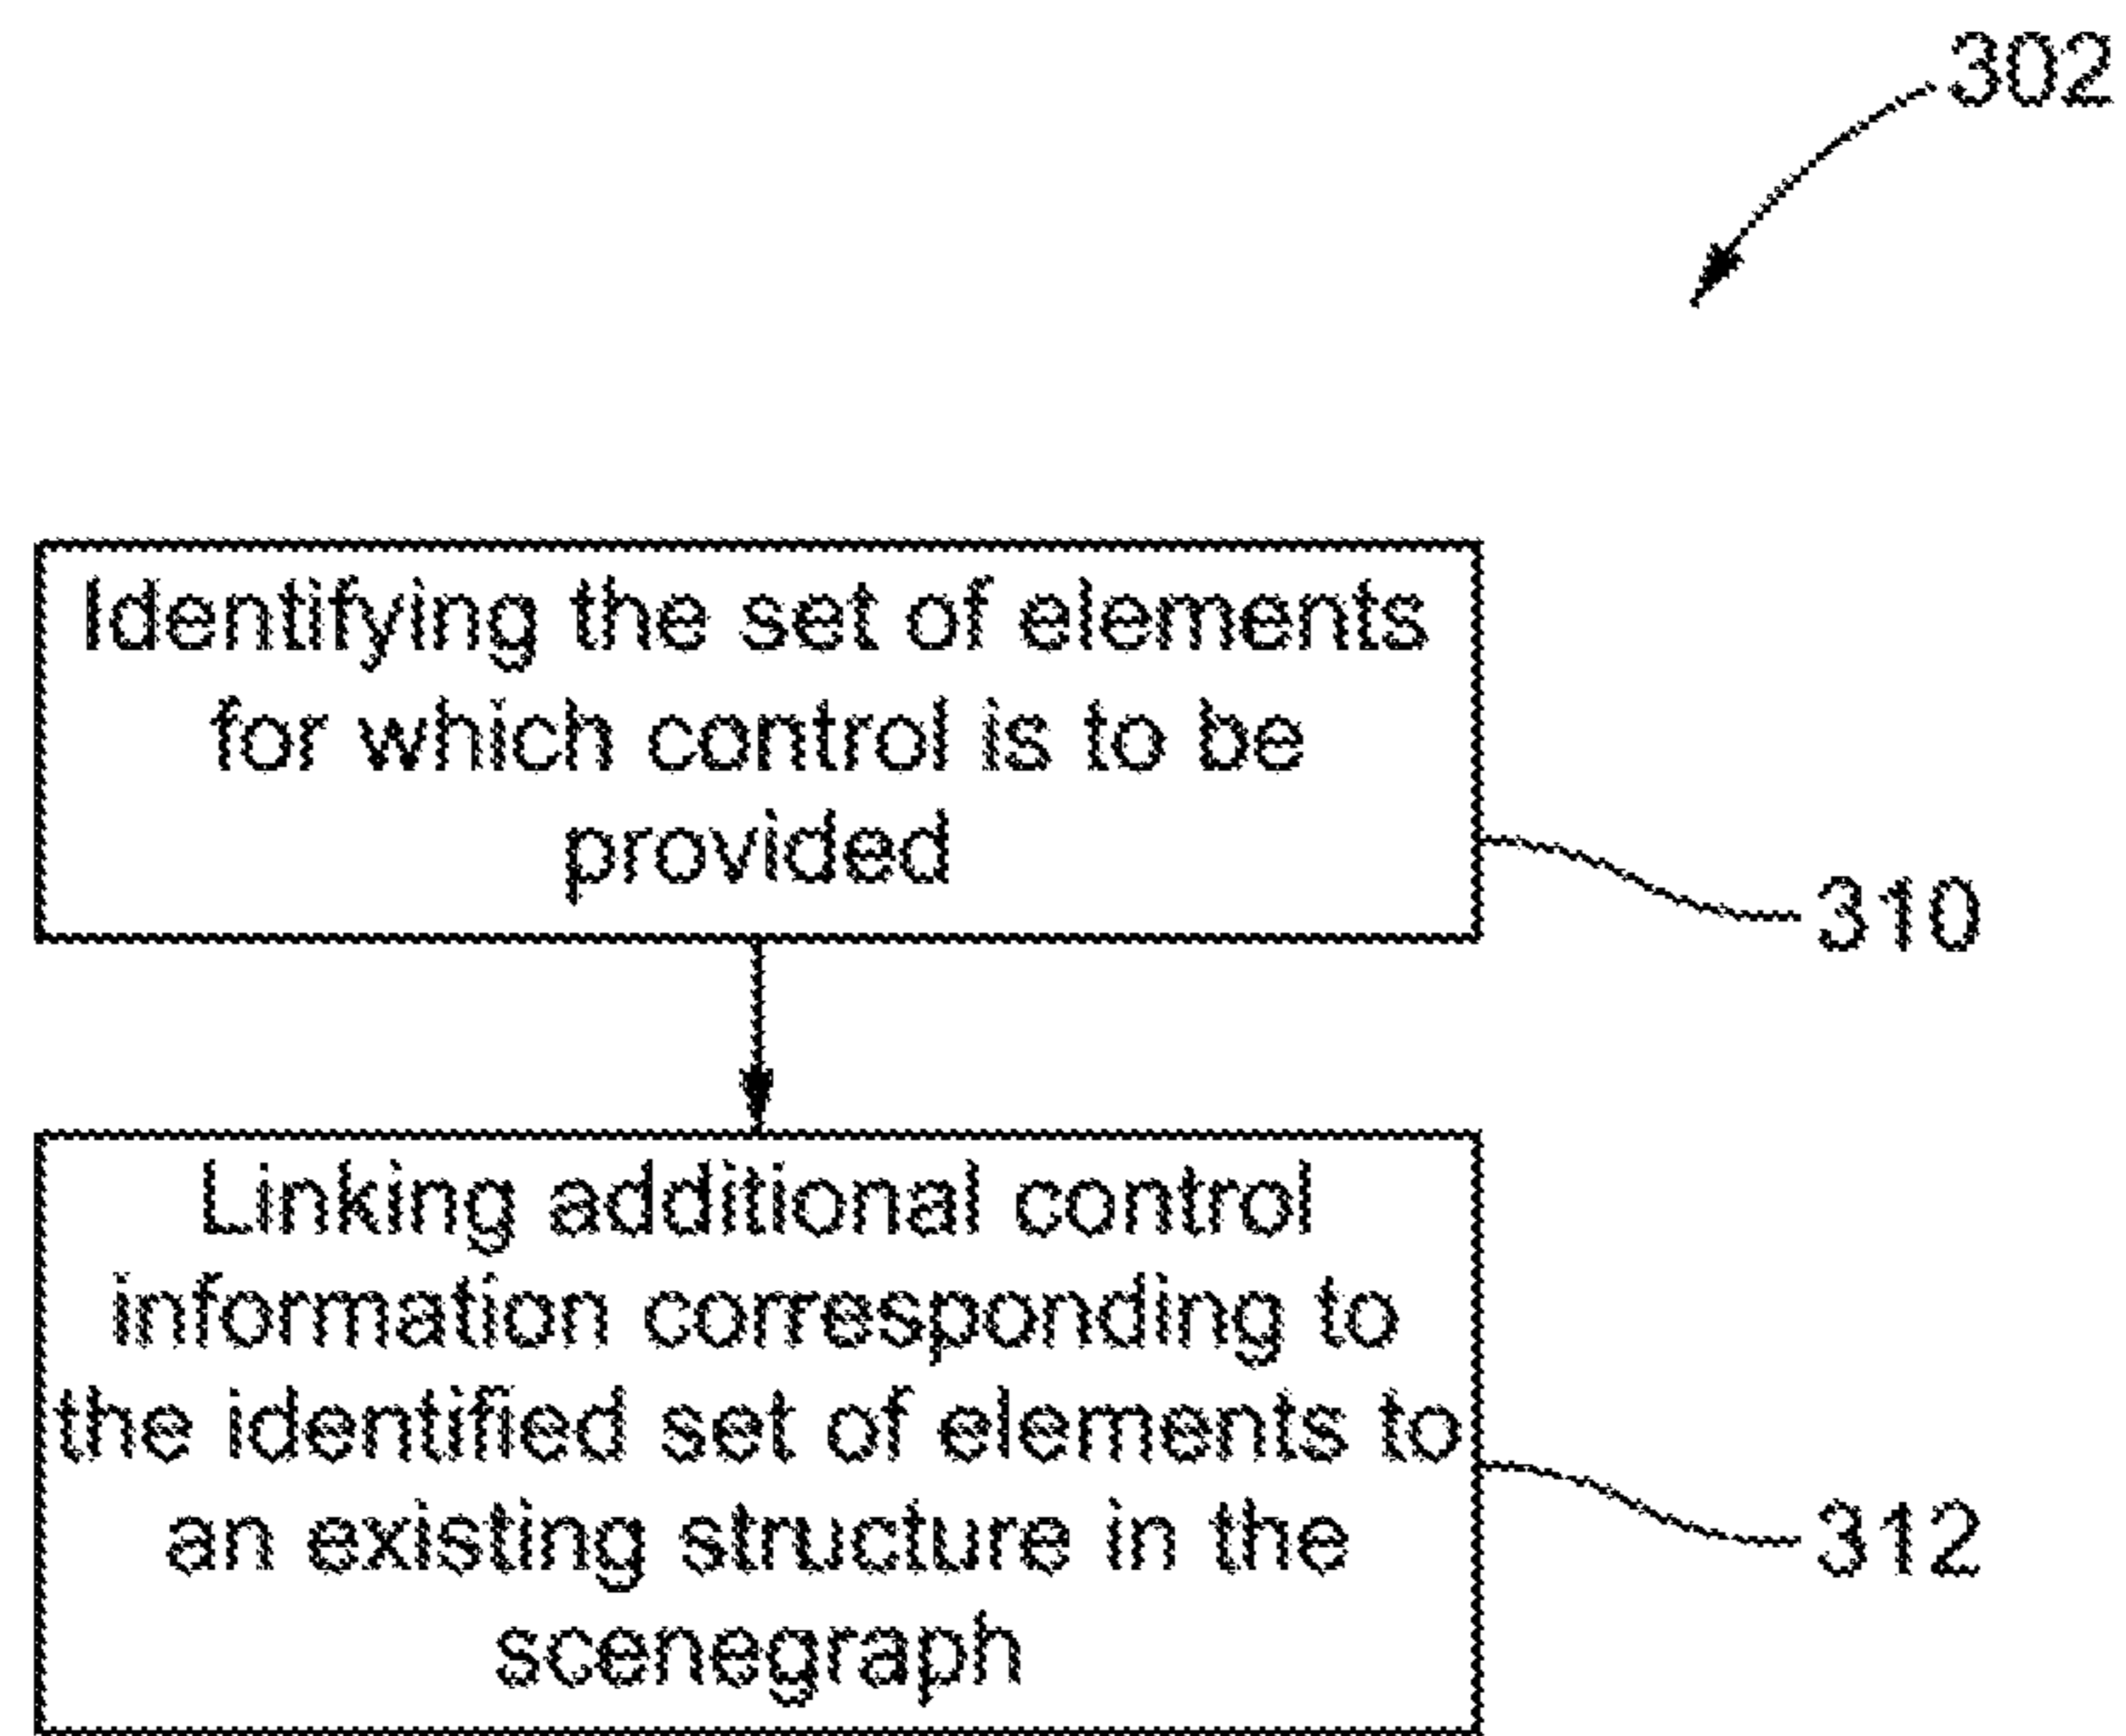 302
Identifying the set of elements
for which control is to be
provided
310
Linking additional control
information corresponding to
the identified set of elements to
an existing structure in the
scenegraph
312